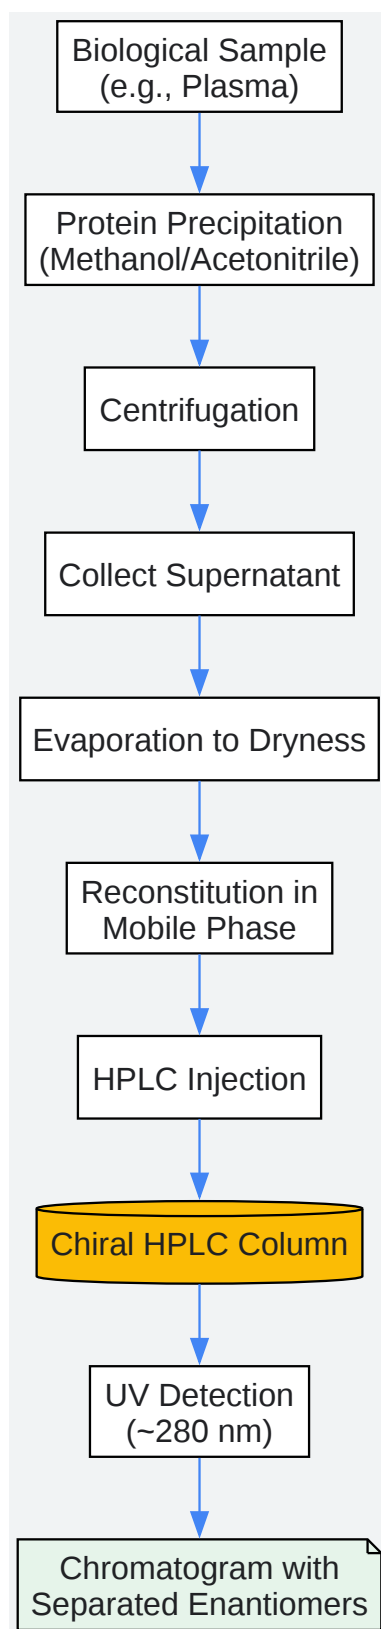 Biological Sample
(e.g., Plasma)
Protein Precipitation
(Methanol/Acetonitrile)
Centrifugation
Collect Supernatant
Evaporation to Dryness
Reconstitution in
Mobile Phase
HPLC Injection
Chiral HPLC Column
UV Detection
(~280 nm)
Chromatogram with
Separated Enantiomers